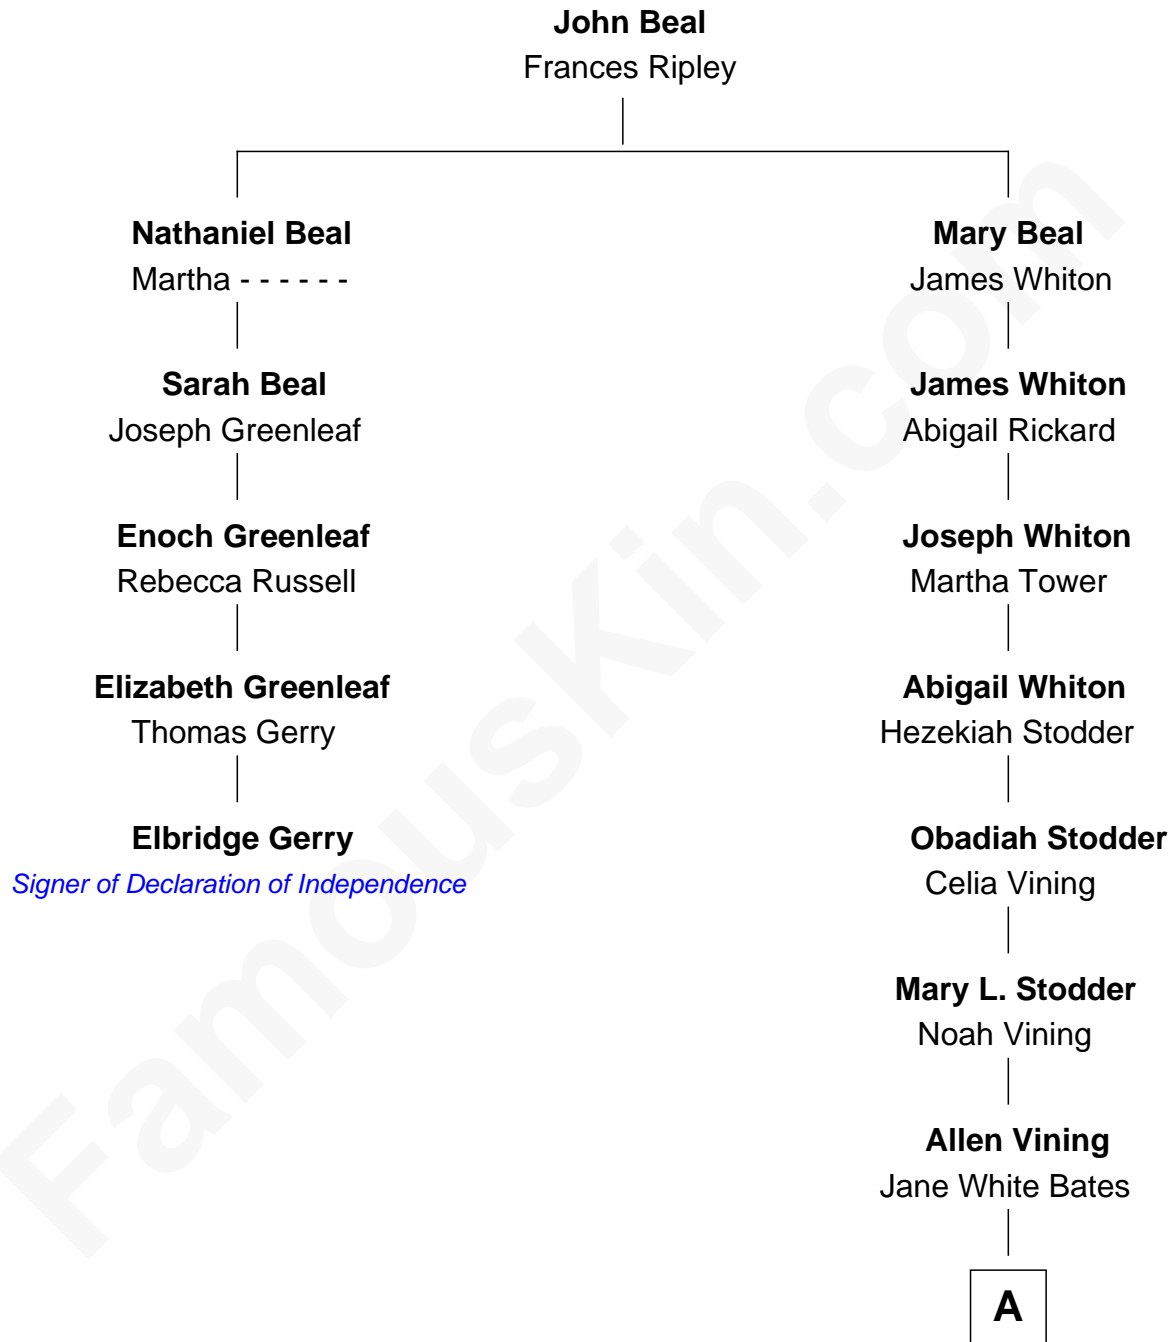 John Beal
Frances Ripley
Nathaniel Beal
Martha - - - - - -
Sarah Beal
Joseph Greenleaf
Enoch Greenleaf
Rebecca Russell
Elizabeth Greenleaf
Thomas Gerry
Elbridge Gerry
Signer of Declaration of Independence
Mary Beal
James Whiton
James Whiton
Abigail Rickard
Joseph Whiton
Martha Tower
Abigail Whiton
Hezekiah Stodder
Obadiah Stodder
Celia Vining
Mary L. Stodder
Noah Vining
Allen Vining
Jane White Bates
A
FamousKin.com